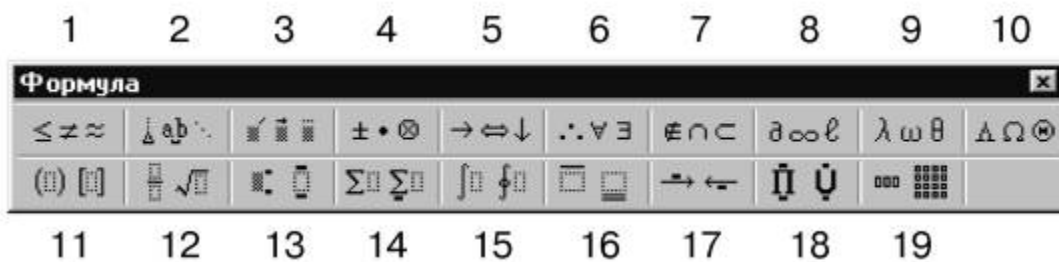 1 2 3 4 5 6 7 8 9 10
Формула
≤ ≠ ≈ ȧb ⋱ ± • ⊗ → ⇔ ↓ ∴ ∀ ∃ ∉ ∩ ⊂ ∂ ∞ ℓ λ ω θ Λ Ω Θ
(▯) [▯] √▯ Σ▯ Σ▯ ∫▯ ∮▯ → ← Π Ụ
11 12 13 14 15 16 17 18 19